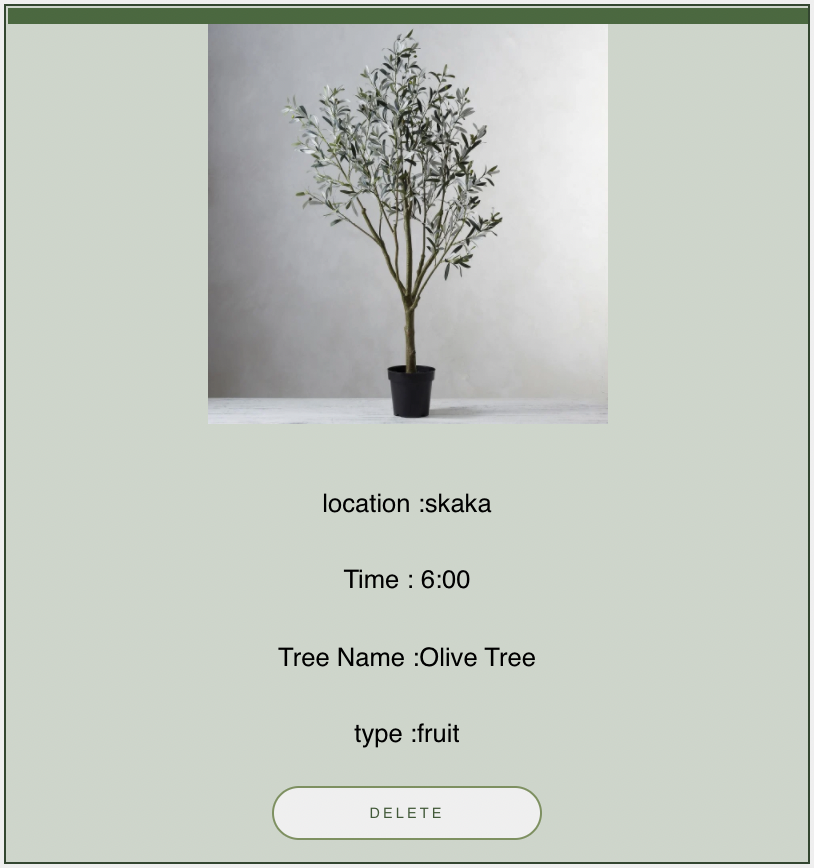 location :skaka
Time : 6:00
Tree Name :Olive Tree
type :fruit
DELETE